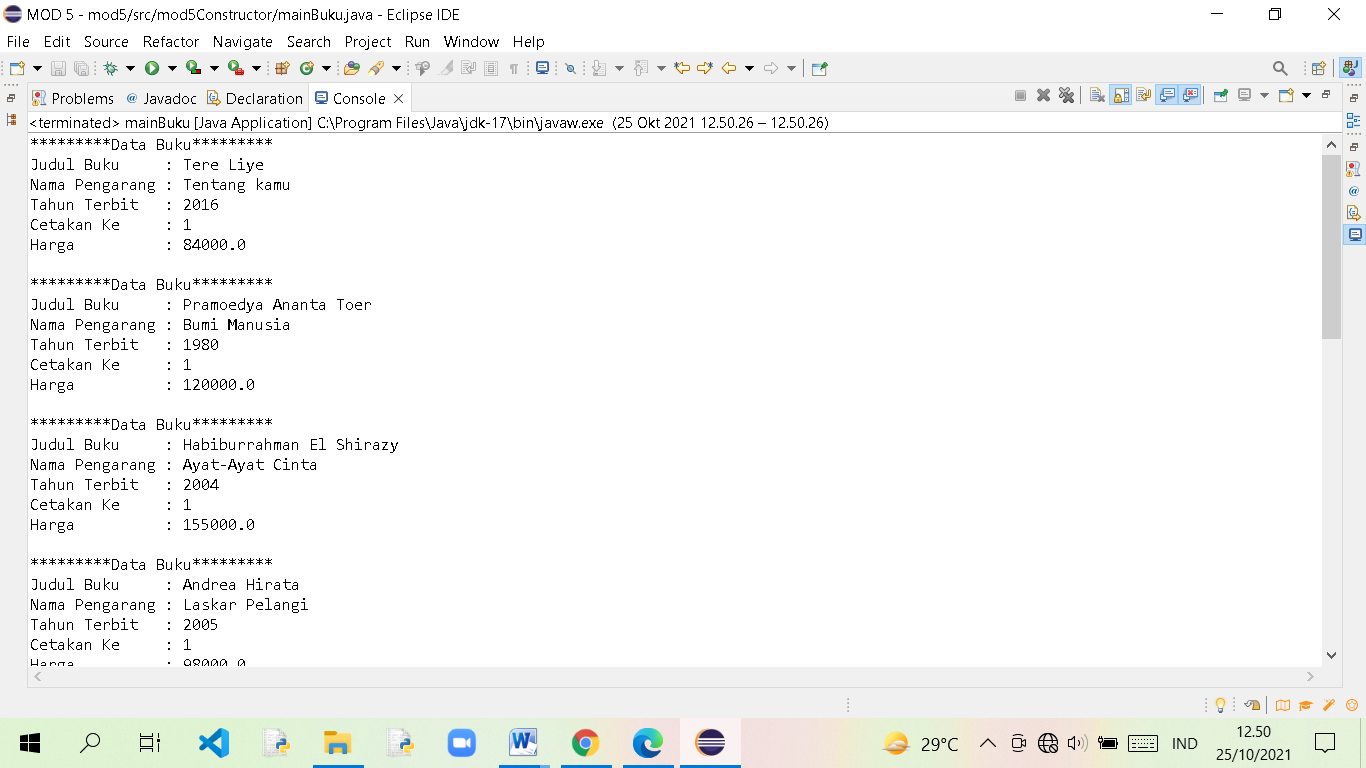 MOD 5 - mod5/src/mod5Constructor/mainBuku.java - Eclipse IDE
File Edit Source Refactor Navigate Search Project Run Window Help
Problems @ Javadoc Declaration Console
<terminated> mainBuku [Java Application] C:\Program Files\Java\jdk-17\bin\javaw.exe (25 Okt 2021 12.50.26 – 12.50.26)
*********Data Buku*********
Judul Buku     : Tere Liye
Nama Pengarang : Tentang kamu
Tahun Terbit   : 2016
Cetakan Ke     : 1
Harga          : 84000.0
*********Data Buku*********
Judul Buku     : Pramoedya Ananta Toer
Nama Pengarang : Bumi Manusia
Tahun Terbit   : 1980
Cetakan Ke     : 1
Harga          : 120000.0
*********Data Buku*********
Judul Buku     : Habiburrahman El Shirazy
Nama Pengarang : Ayat-Ayat Cinta
Tahun Terbit   : 2004
Cetakan Ke     : 1
Harga          : 155000.0
*********Data Buku*********
Judul Buku     : Andrea Hirata
Nama Pengarang : Laskar Pelangi
Tahun Terbit   : 2005
Cetakan Ke     : 1
Harga          : 98000.0
29°C IND 12.50
25/10/2021